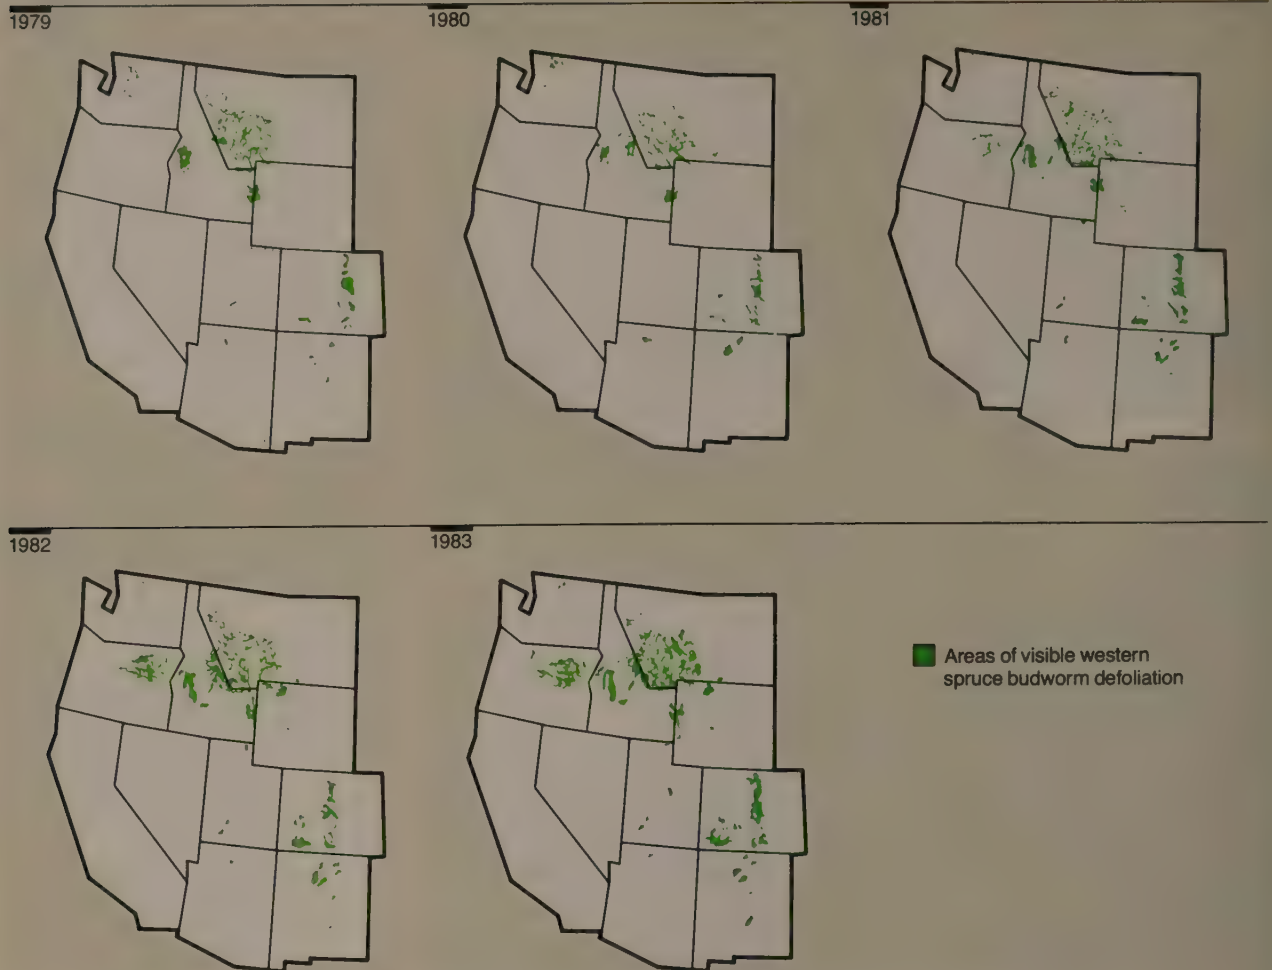 1979
1980
1981
1982
1983
Areas of visible western
spruce budworm defoliation